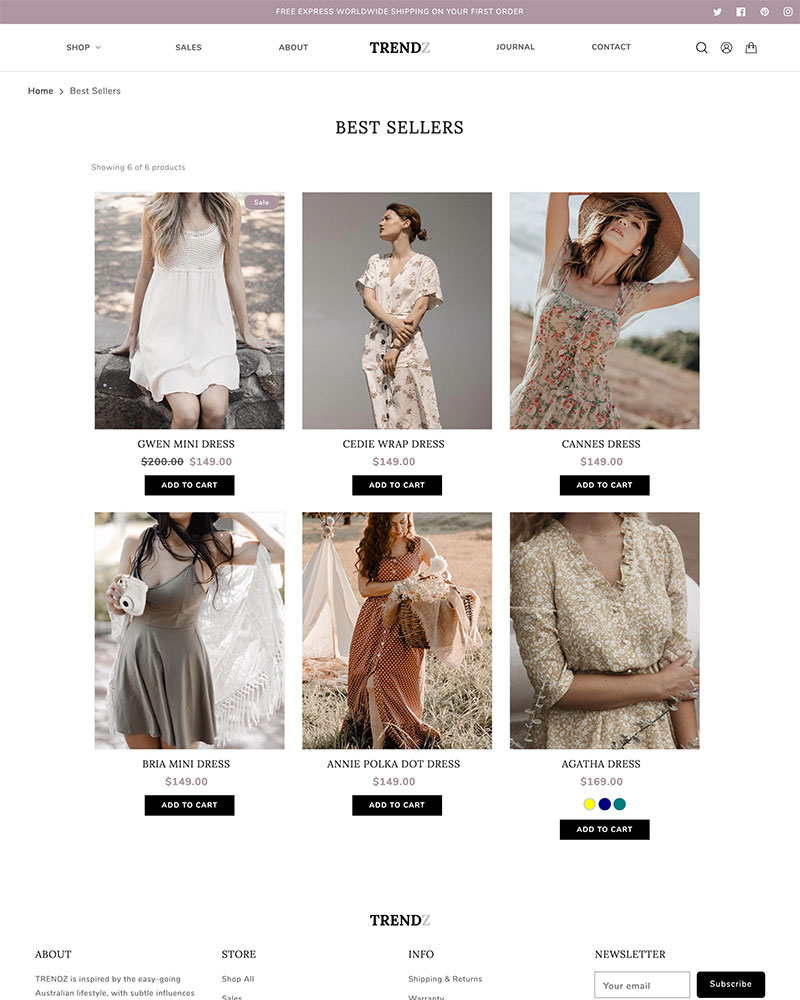 FREE EXPRESS WORLDWIDE SHIPPING ON YOUR FIRST ORDER
SHOP SALES ABOUT TRENDZ JOURNAL CONTACT
Home > Best Sellers
BEST SELLERS
Showing 6 of 6 products
Sale
GWEN MINI DRESS CEDIE WRAP DRESS CANNES DRESS
$200.00 $149.00 $149.00 $149.00
ADD TO CART ADD TO CART ADD TO CART
BRIA MINI DRESS ANNIE POLKA DOT DRESS AGATHA DRESS
$149.00 $149.00 $169.00
ADD TO CART ADD TO CART
ADD TO CART
TRENDZ
ABOUT STORE INFO NEWSLETTER
TRENDZ is inspired by the easy-going Shop All Shipping & Returns Your email Subscribe
Australian lifestyle, with subtle influences Sales Warranty